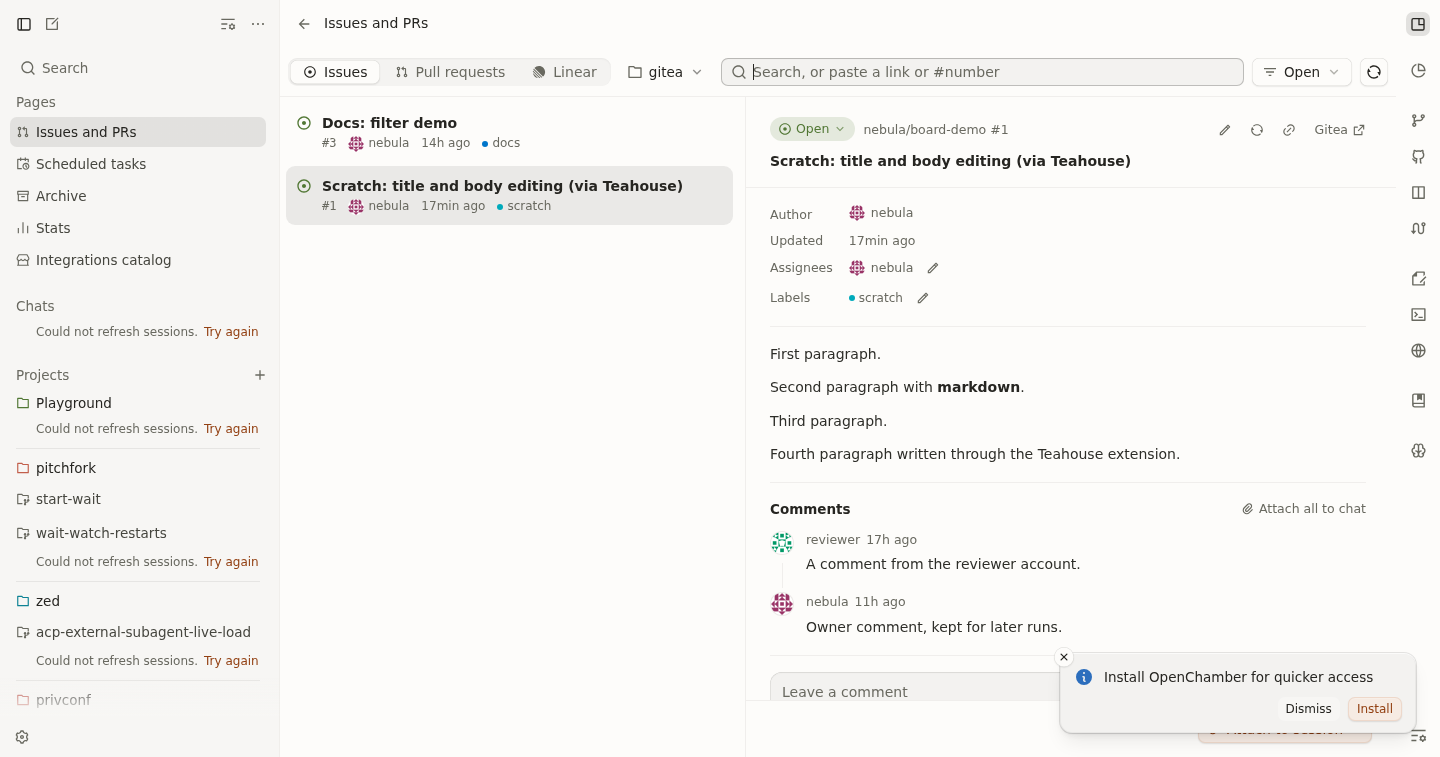 Search
Pages
Issues and PRs
Scheduled tasks
Archive
Stats
Integrations catalog
Chats
Could not refresh sessions. Try again
Projects
Playground
Could not refresh sessions. Try again
pitchfork
start-wait
wait-watch-restarts
Could not refresh sessions. Try again
zed
acp-external-subagent-live-load
Could not refresh sessions. Try again
privconf
Issues and PRs
Issues Pull requests Linear gitea Search, or paste a link or #number Open
Docs: filter demo
#3 nebula 14h ago docs
Scratch: title and body editing (via Teahouse)
#1 nebula 17min ago scratch
Open nebula/board-demo #1 Gitea
Scratch: title and body editing (via Teahouse)
Author nebula
Updated 17min ago
Assignees nebula
Labels scratch
First paragraph.
Second paragraph with markdown.
Third paragraph.
Fourth paragraph written through the Teahouse extension.
Comments Attach all to chat
reviewer 17h ago
A comment from the reviewer account.
nebula 11h ago
Owner comment, kept for later runs.
Leave a comment
Install OpenChamber for quicker access
Dismiss Install